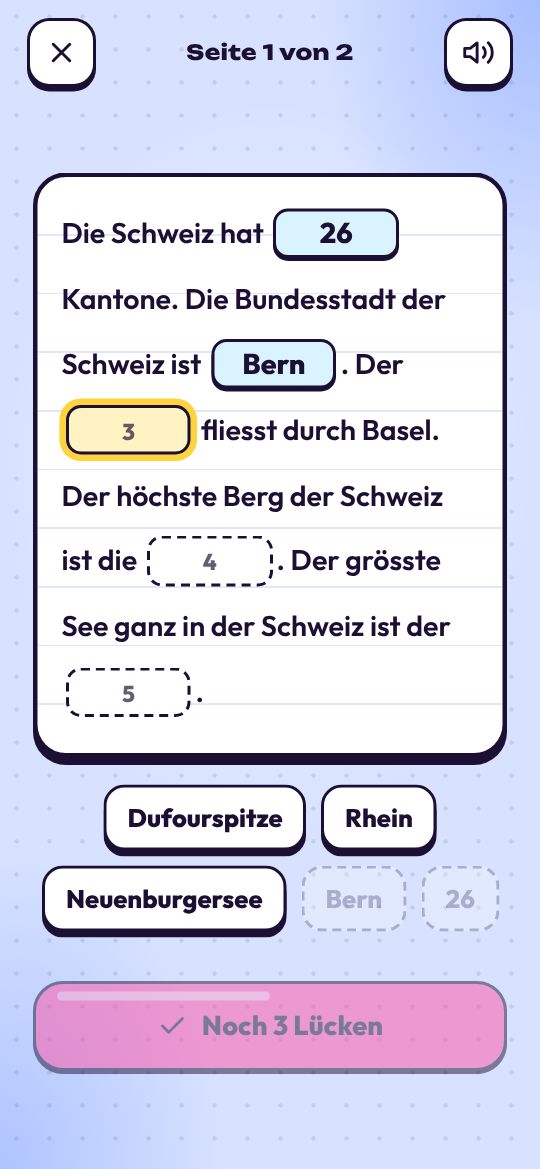 Seite 1 von 2
Die Schweiz hat 26
Kantone. Die Bundesstadt der
Schweiz ist Bern . Der
3 fliesst durch Basel.
Der höchste Berg der Schweiz
ist die 4 . Der grösste
See ganz in der Schweiz ist der
5 .
Dufourspitze Rhein
Neuenburgersee Bern 26
Noch 3 Lücken